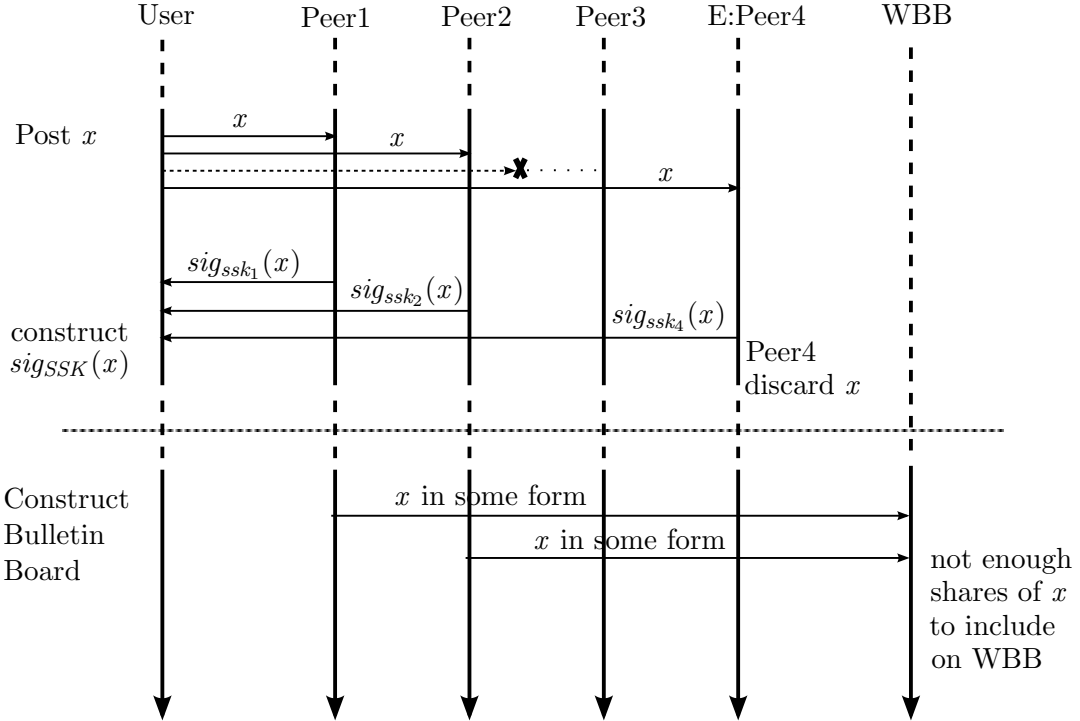 User Peer1 Peer2 Peer3 E:Peer4 WBB
Post x
x
x
x
sig_{ssk_1}(x)
sig_{ssk_2}(x)
sig_{ssk_4}(x)
construct
sig_{SSK}(x)
Peer4
discard x
Construct
Bulletin
Board
x in some form
x in some form
not enough
shares of x
to include
on WBB